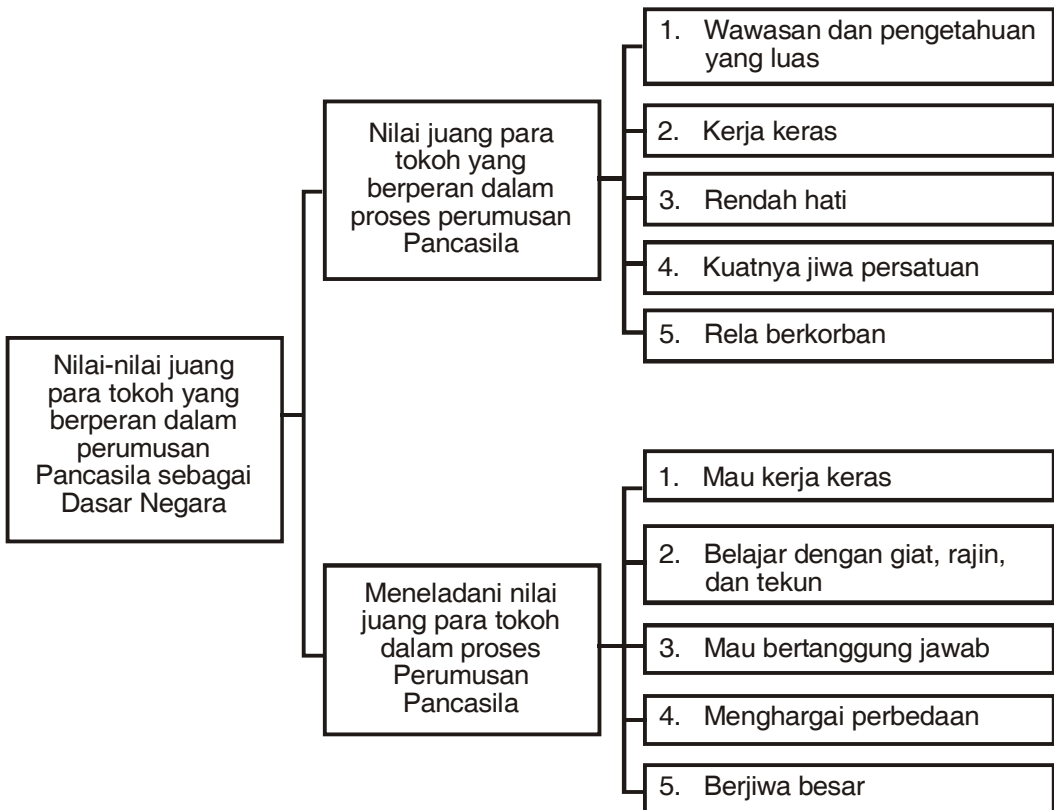 Nilai-nilai juang
para tokoh yang
berperan dalam
perumusan
Pancasila sebagai
Dasar Negara
Nilai juang para
tokoh yang
berperan dalam
proses perumusan
Pancasila
1. Wawasan dan pengetahuan
yang luas
2. Kerja keras
3. Rendah hati
4. Kuatnya jiwa persatuan
5. Rela berkorban
Meneladani nilai
juang para tokoh
dalam proses
Perumusan
Pancasila
1. Mau kerja keras
2. Belajar dengan giat, rajin,
dan tekun
3. Mau bertanggung jawab
4. Menghargai perbedaan
5. Berjiwa besar